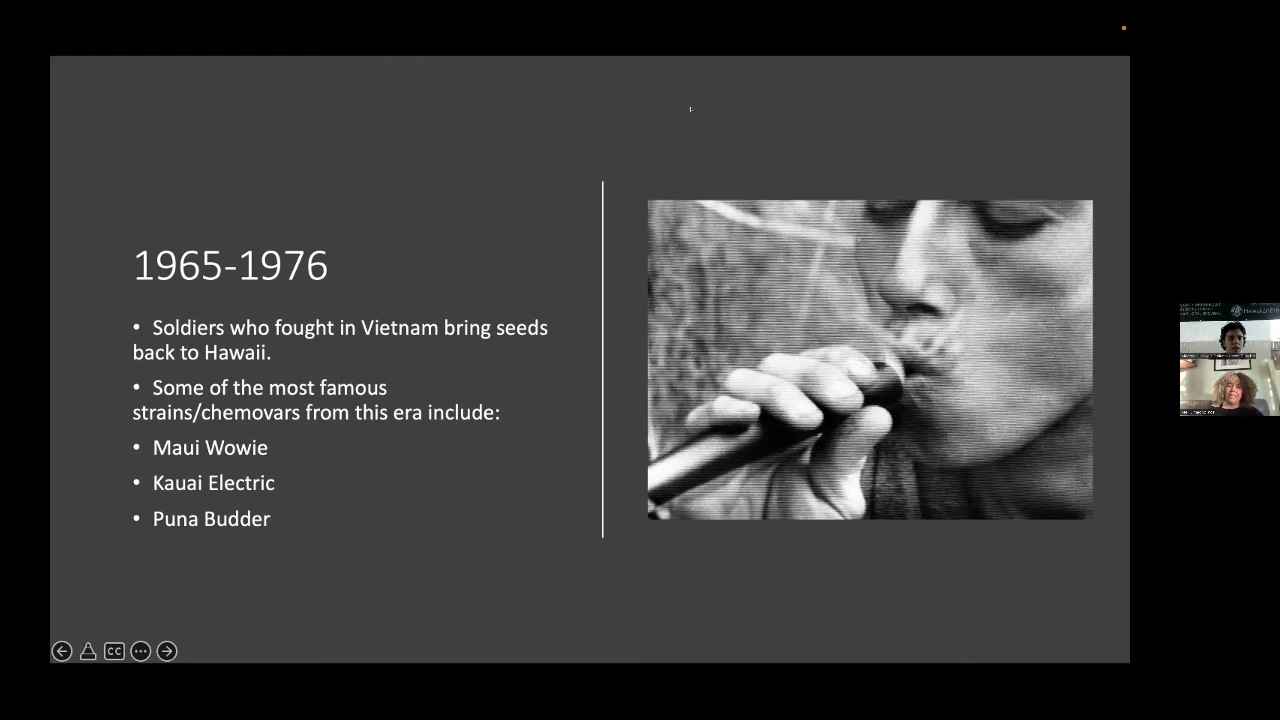 1965-1976
• Soldiers who fought in Vietnam bring seeds
back to Hawaii.
• Some of the most famous
strains/chemovars from this era include:
• Maui Wowie
• Kauai Electric
• Puna Budder
CC